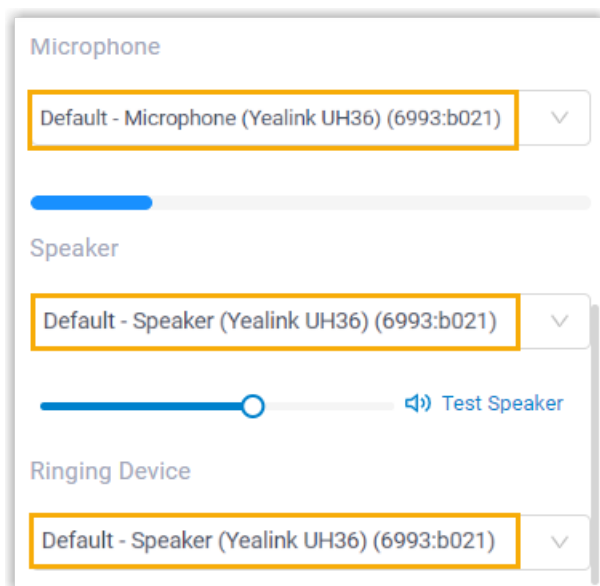 Microphone
Default - Microphone (Yealink UH36) (6993:b021)
Speaker
Default - Speaker (Yealink UH36) (6993:b021)
Test Speaker
Ringing Device
Default - Speaker (Yealink UH36) (6993:b021)